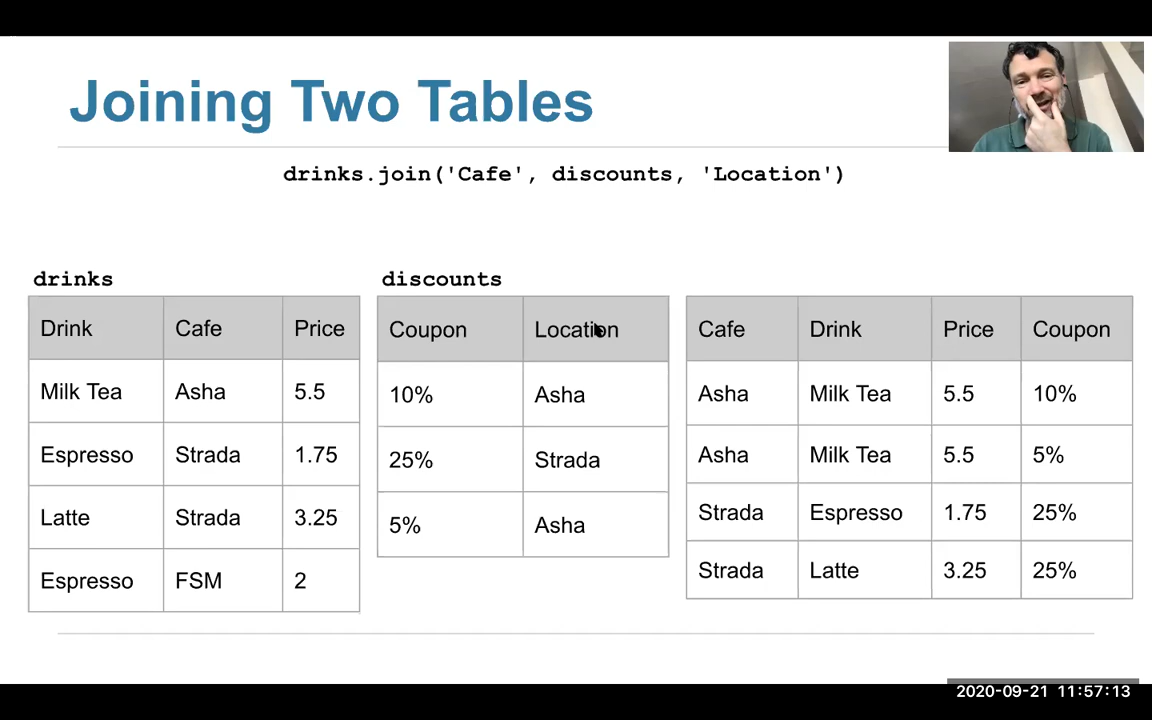 Joining Two Tables
drinks.join('Cafe', discounts, 'Location')
drinks
Drink Cafe Price
Milk Tea Asha 5.5
Espresso Strada 1.75
Latte Strada 3.25
Espresso FSM 2
discounts
Coupon Location
10% Asha
25% Strada
5% Asha
Cafe Drink Price Coupon
Asha Milk Tea 5.5 10%
Asha Milk Tea 5.5 5%
Strada Espresso 1.75 25%
Strada Latte 3.25 25%
2020-09-21 11:57:13